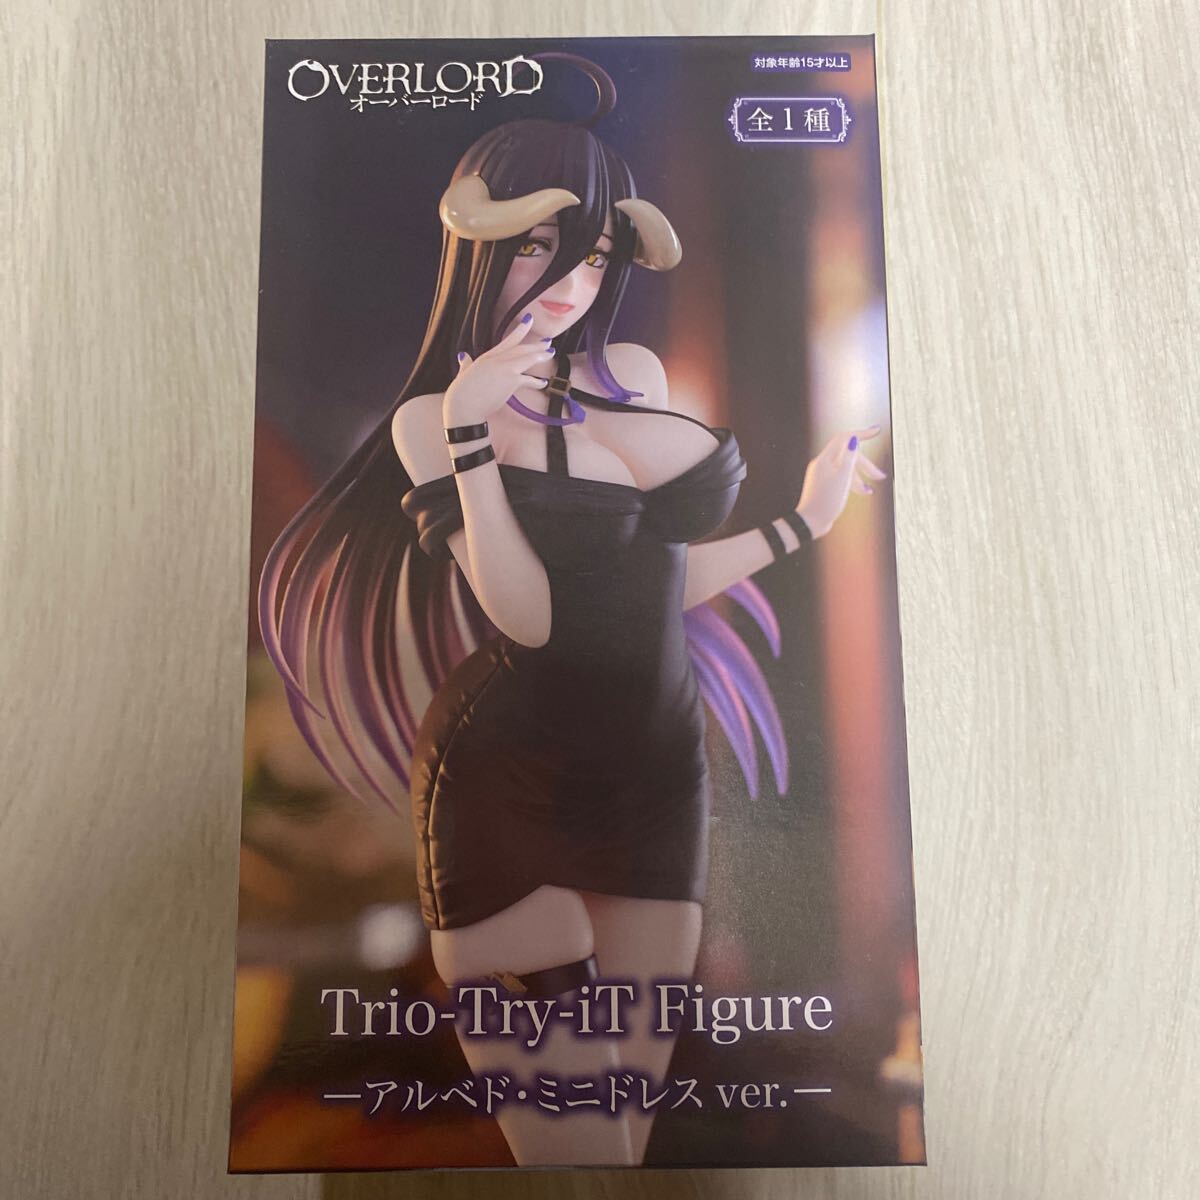 OVERLORD
オーバーロード
対象年齢15才以上
全1種
Trio-Try-iT Figure
―アルベド・ミニドレス ver.―